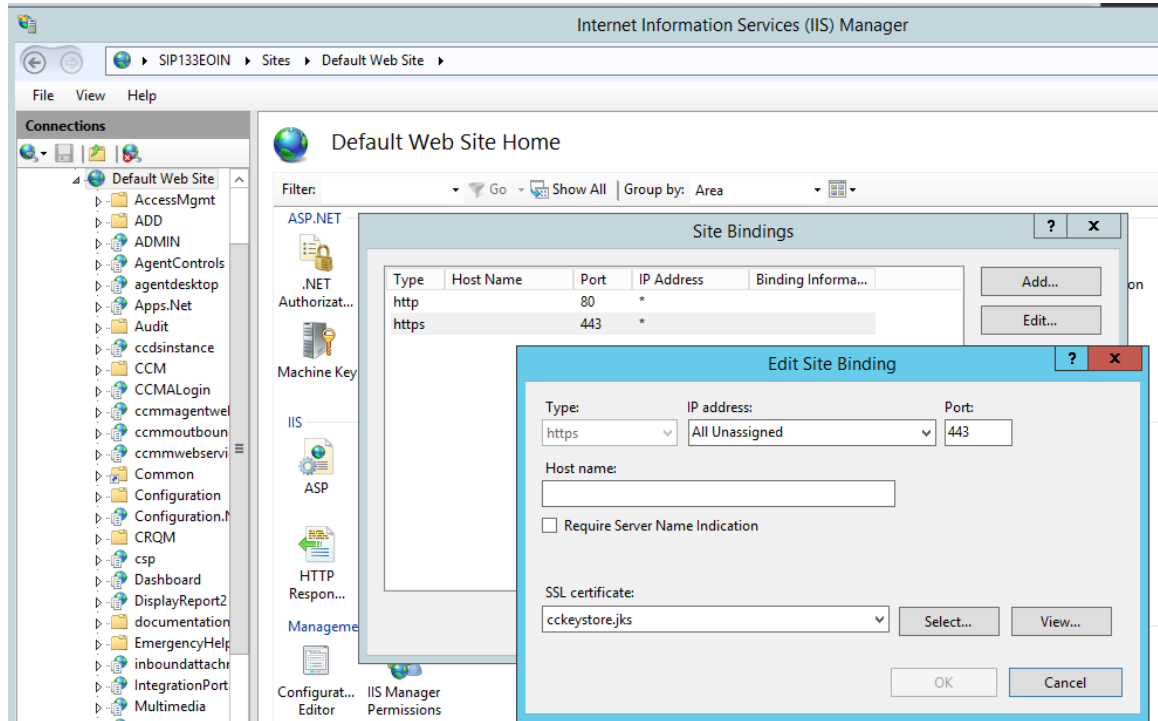 Internet Information Services (IIS) Manager
SIP133EOIN Sites Default Web Site
File View Help
Connections
Default Web Site
AccessMgmt
ADD
ADMIN
AgentControls
agentdesktop
Apps.Net
Audit
ccdsinstance
CCM
CCMALogin
ccmmagentwel
ccmmoutboun
ccmmwebservi
Common
Configuration
Configuration.N
CRQM
csp
Dashboard
DisplayReport2
documentation
EmergencyHelp
inboundattachr
IntegrationPort
Multimedia
Default Web Site Home
Filter: Go Show All Group by: Area
ASP.NET
.NET
Authorizat...
Machine Key
IIS
ASP
HTTP
Respon...
Manageme
Configurat...
Editor
IIS Manager
Permissions
on
Site Bindings ? x
Type Host Name Port IP Address Binding Informa...
http 80 *
https 443 *
Add...
Edit...
Edit Site Binding ? x
Type: IP address: Port:
https All Unassigned 443
Host name:
Require Server Name Indication
SSL certificate:
cckeystore.jks Select... View...
OK Cancel